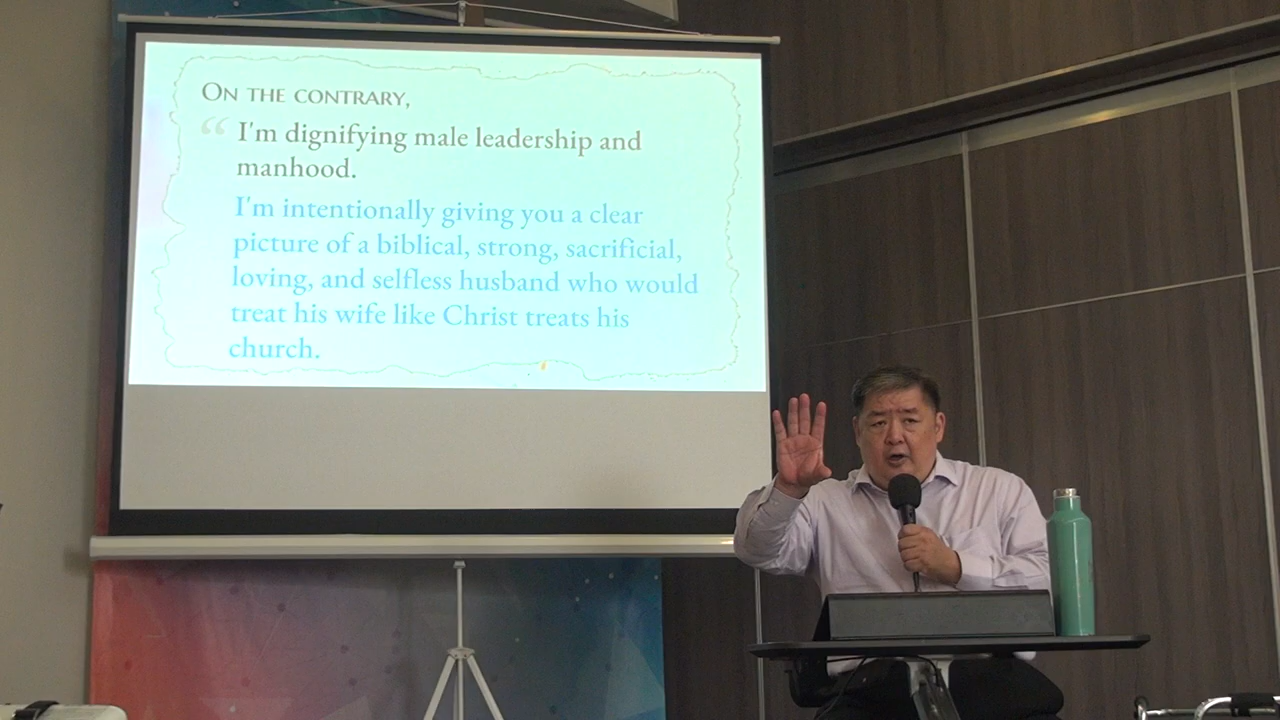 ON THE CONTRARY,
“ I'm dignifying male leadership and
manhood.
I'm intentionally giving you a clear
picture of a biblical, strong, sacrificial,
loving, and selfless husband who would
treat his wife like Christ treats his
church.